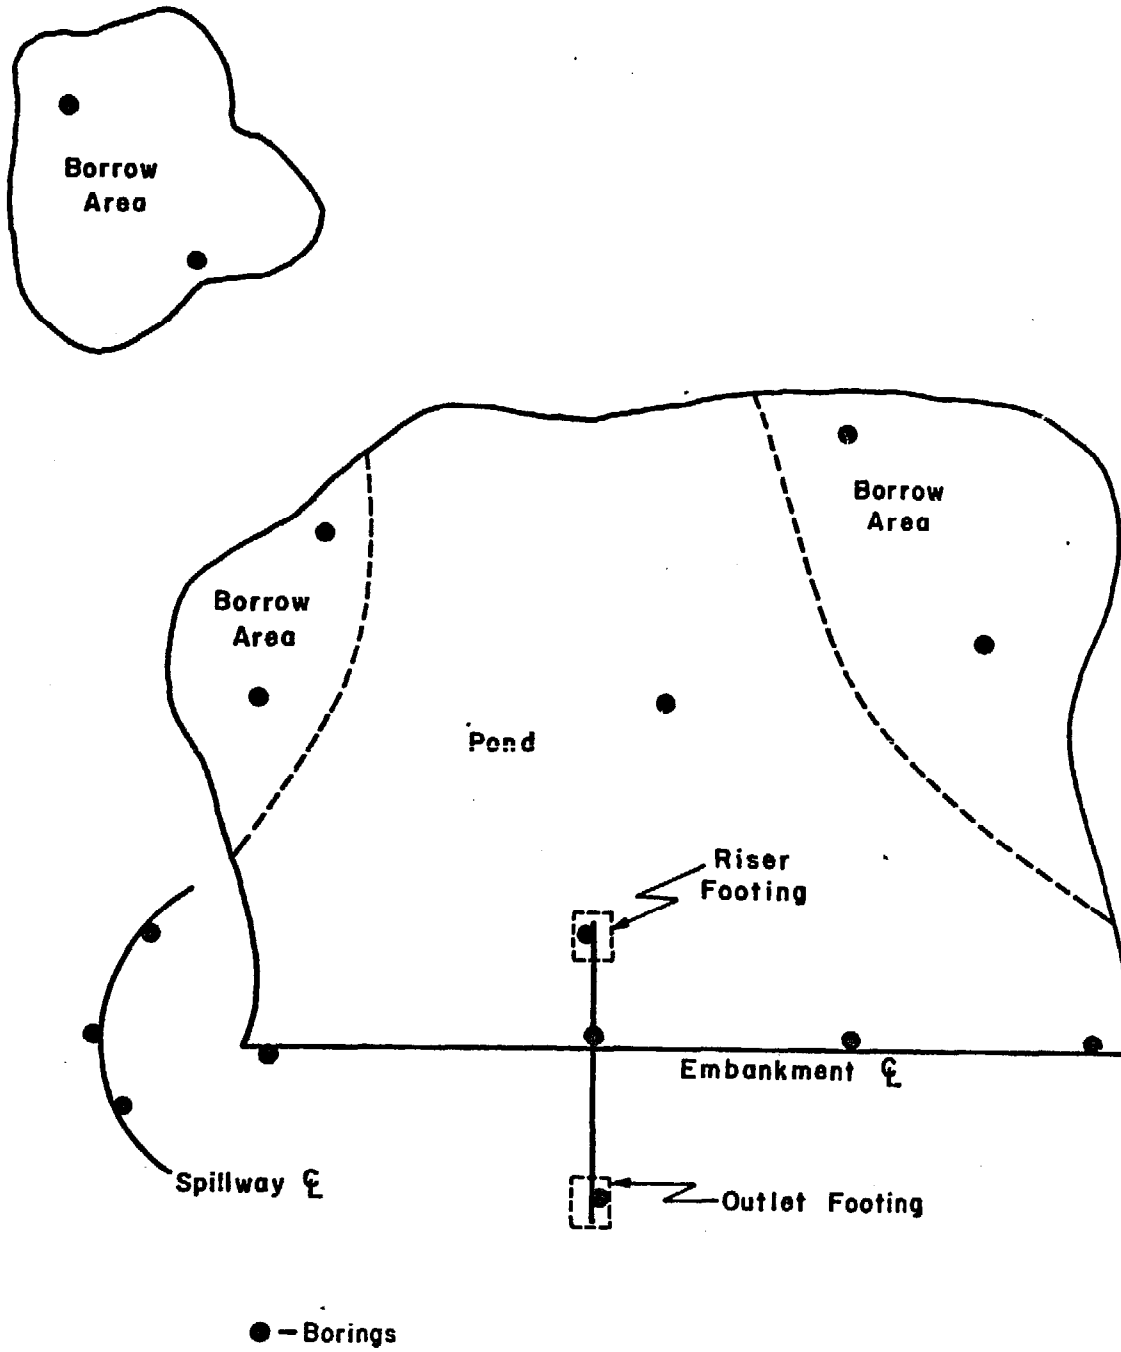 Borrow
Area
Borrow
Area
Borrow
Area
Pond
Riser
Footing
Embankment ℄
Spillway ℄
Outlet Footing
– Borings